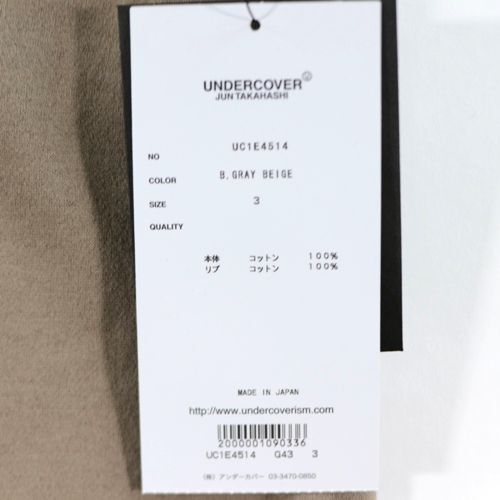 UNDERCOVER
JUN TAKAHASHI
NO UC1E4514
COLOR B.GRAY BEIGE
SIZE 3
QUALITY
本体 コットン 100%
リブ コットン 100%
MADE IN JAPAN
http://www.undercoverism.com
2000001090336
UC1E4514 G43 3
(株) アンダーカバー 03-3470-0850